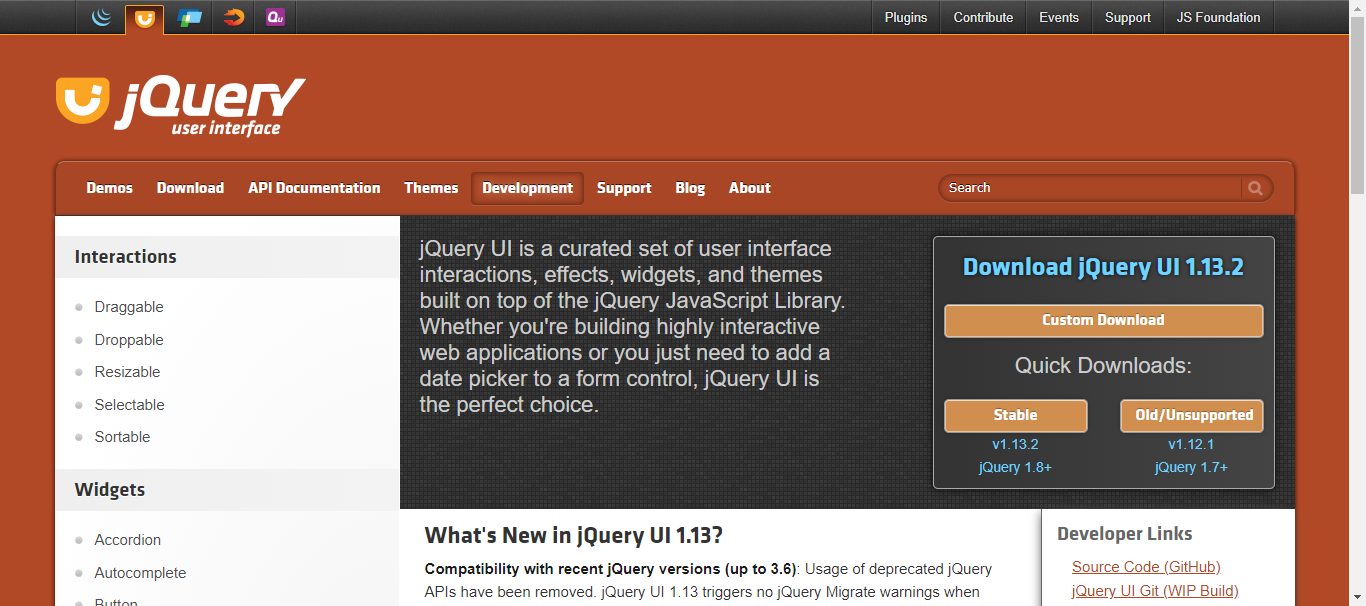 Qu
Plugins
Contribute
Events
Support
JS Foundation
jQuery
user interface
Demos
Download
API Documentation
Themes
Development
Support
Blog
About
Search
Interactions
Draggable
Droppable
Resizable
Selectable
Sortable
Widgets
Accordion
Autocomplete
Button
jQuery UI is a curated set of user interface
interactions, effects, widgets, and themes
built on top of the jQuery JavaScript Library.
Whether you're building highly interactive
web applications or you just need to add a
date picker to a form control, jQuery UI is
the perfect choice.
Download jQuery UI 1.13.2
Custom Download
Quick Downloads:
Stable
v1.13.2
jQuery 1.8+
Old/Unsupported
v1.12.1
jQuery 1.7+
What's New in jQuery UI 1.13?
Compatibility with recent jQuery versions (up to 3.6): Usage of deprecated jQuery
APIs have been removed. jQuery UI 1.13 triggers no jQuery Migrate warnings when
Developer Links
Source Code (GitHub)
jQuery UI Git (WIP Build)